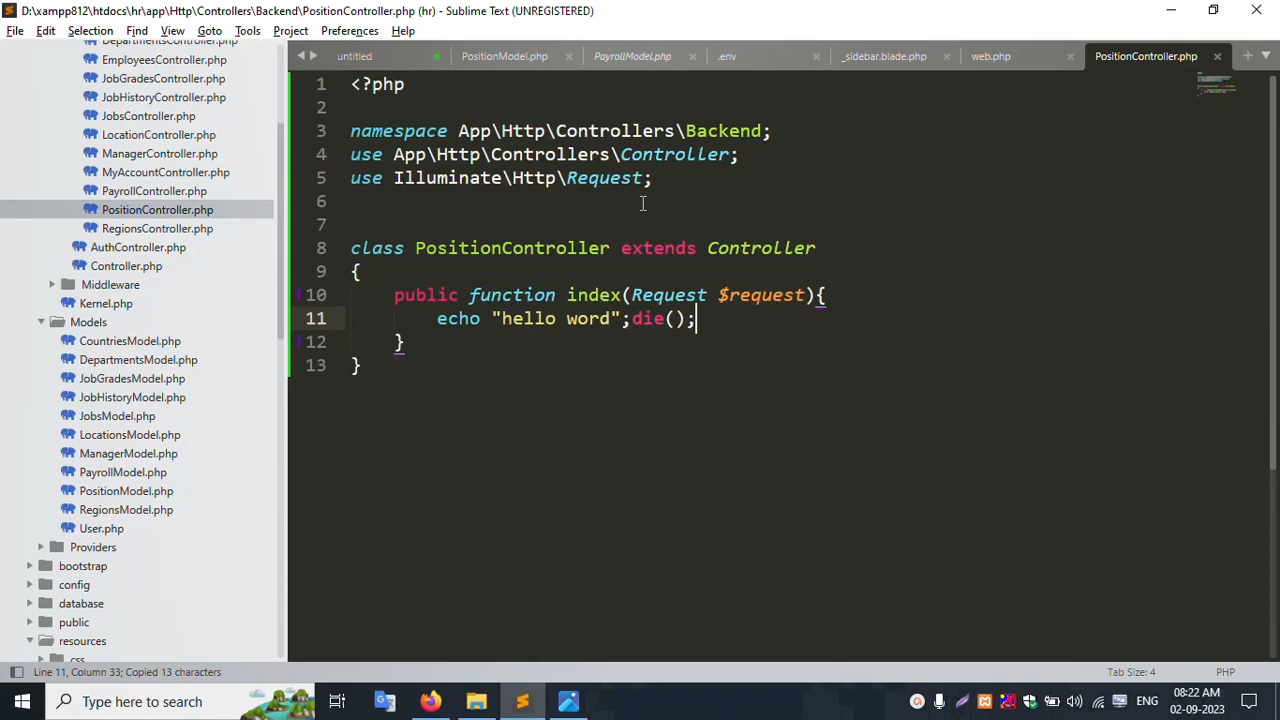 D:\xampp812\htdocs\hr\app\Http\Controllers\Backend\PositionController.php (hr) - Sublime Text (UNREGISTERED)
File Edit Selection Find View Goto Tools Project Preferences Help
untitled PositionModel.php PayrollModel.php .env _sidebar.blade.php web.php PositionController.php
DepartmentsController.php
EmployeesController.php
JobGradesController.php
JobHistoryController.php
JobsController.php
LocationController.php
ManagerController.php
MyAccountController.php
PayrollController.php
PositionController.php
RegionsController.php
AuthController.php
Controller.php
Middleware
Kernel.php
Models
CountriesModel.php
DepartmentsModel.php
JobGradesModel.php
JobHistoryModel.php
JobsModel.php
LocationsModel.php
ManagerModel.php
PayrollModel.php
PositionModel.php
RegionsModel.php
User.php
Providers
bootstrap
config
database
public
resources
css
1 <?php
2
3 namespace App\Http\Controllers\Backend;
4 use App\Http\Controllers\Controller;
5 use Illuminate\Http\Request;
6
7
8 class PositionController extends Controller
9 {
10 public function index(Request $request){
11 echo "hello word";die();
12 }
13 }
Line 11, Column 33; Copied 13 characters Tab Size: 4 PHP
Type here to search
ENG
08:22 AM
02-09-2023